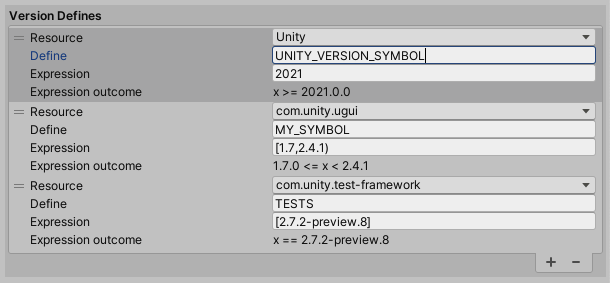 Version Defines
Resource Unity
Define UNITY_VERSION_SYMBOL
Expression 2021
Expression outcome x >= 2021.0.0
Resource com.unity.ugui
Define MY_SYMBOL
Expression [1.7,2.4.1)
Expression outcome 1.7.0 <= x < 2.4.1
Resource com.unity.test-framework
Define TESTS
Expression [2.7.2-preview.8]
Expression outcome x == 2.7.2-preview.8
+ −